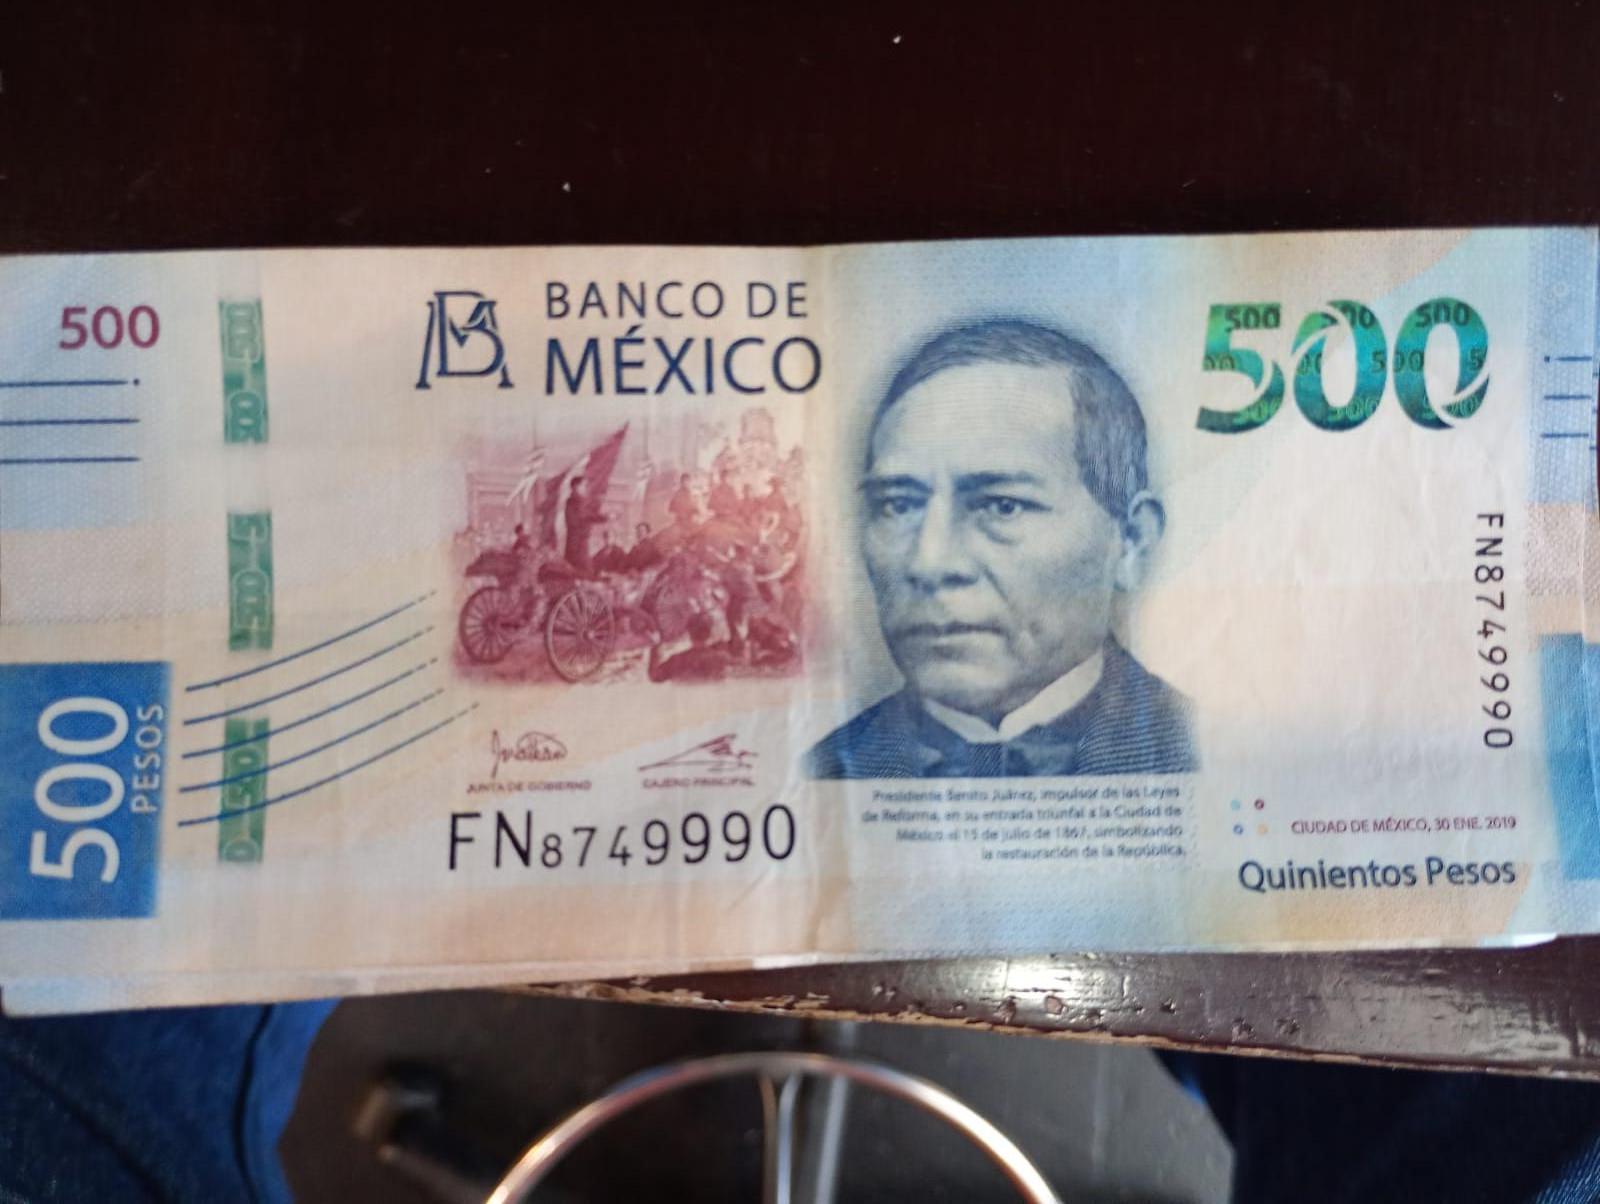 500
BANCO DE
MÉXICO
500
500
PESOS
JUNTA DE GOBIERNO
CAJERO PRINCIPAL
FN8749990
Presidente Benito Juárez, impulsor de las Leyes
de Reforma, en su entrada triunfal a la Ciudad de
México el 15 de julio de 1867, simbolizando
la restauración de la República.
FN8749990
CIUDAD DE MÉXICO, 30 ENE. 2019
Quinientos Pesos